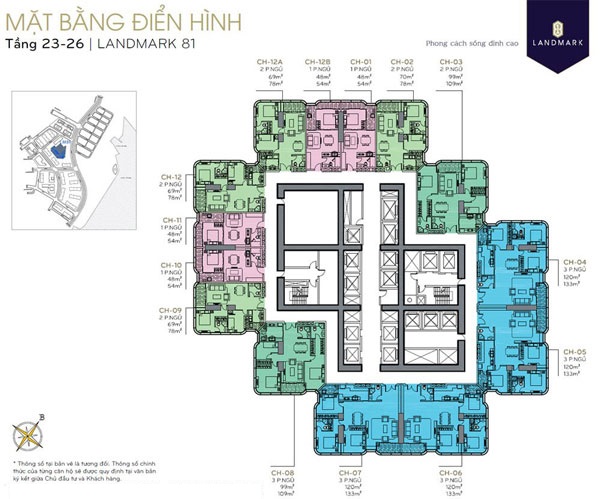 MẶT BẰNG ĐIỂN HÌNH
Tầng 23-26 | LANDMARK 81
Phong cách sống đỉnh cao
LANDMARK
CH-12A
2 P.NGỦ
69m²
78m²
CH-12B
1 P.NGỦ
48m²
54m²
CH-01
1 P.NGỦ
48m²
54m²
CH-02
2 P.NGỦ
70m²
78m²
CH-03
2 P.NGỦ
99m²
109m²
CH-12
2 P.NGỦ
69m²
78m²
CH-11
1 P.NGỦ
48m²
54m²
CH-10
1 P.NGỦ
48m²
54m²
CH-09
2 P.NGỦ
69m²
78m²
CH-04
3 P.NGỦ
120m²
133m²
CH-05
3 P.NGỦ
120m²
133m²
CH-08
3 P.NGỦ
99m²
109m²
CH-07
3 P.NGỦ
120m²
133m²
CH-06
3 P.NGỦ
120m²
133m²
B
* Thông số tại bản vẽ là tương đối. Thông số chính
thức của từng căn hộ sẽ được quy định tại văn bản
ký kết giữa Chủ đầu tư và Khách hàng.